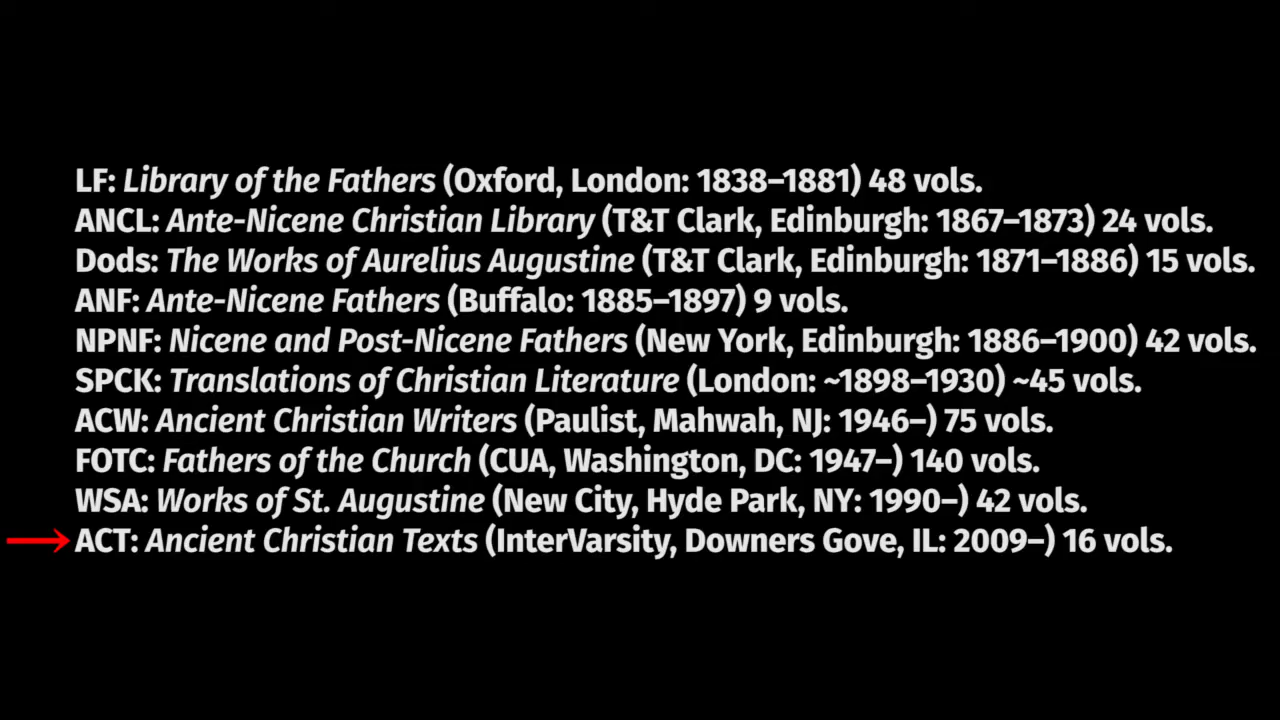 LF: Library of the Fathers (Oxford, London: 1838–1881) 48 vols.
ANCL: Ante-Nicene Christian Library (T&T Clark, Edinburgh: 1867–1873) 24 vols.
Dods: The Works of Aurelius Augustine (T&T Clark, Edinburgh: 1871–1886) 15 vols.
ANF: Ante-Nicene Fathers (Buffalo: 1885–1897) 9 vols.
NPNF: Nicene and Post-Nicene Fathers (New York, Edinburgh: 1886–1900) 42 vols.
SPCK: Translations of Christian Literature (London: ~1898–1930) ~45 vols.
ACW: Ancient Christian Writers (Paulist, Mahwah, NJ: 1946–) 75 vols.
FOTC: Fathers of the Church (CUA, Washington, DC: 1947–) 140 vols.
WSA: Works of St. Augustine (New City, Hyde Park, NY: 1990–) 42 vols.
ACT: Ancient Christian Texts (InterVarsity, Downers Gove, IL: 2009–) 16 vols.